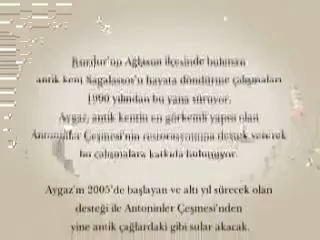 Burdur'un Ağlasun ilçesinde bulunan
antik kent Sagalassos'u hayata döndürme çalışmaları
1990 yılından bu yana sürüyor.
Aygaz, antik kentin en görkemli yapısı olan
Antoninler Çeşmesi'nin restorasyonuna destek vererek
bu çalışmalara katkıda bulunuyor.
Aygaz'ın 2005'de başlayan ve altı yıl sürecek olan
desteği ile Antoninler Çeşmesi'nden
yine antik çağlardaki gibi sular akacak.